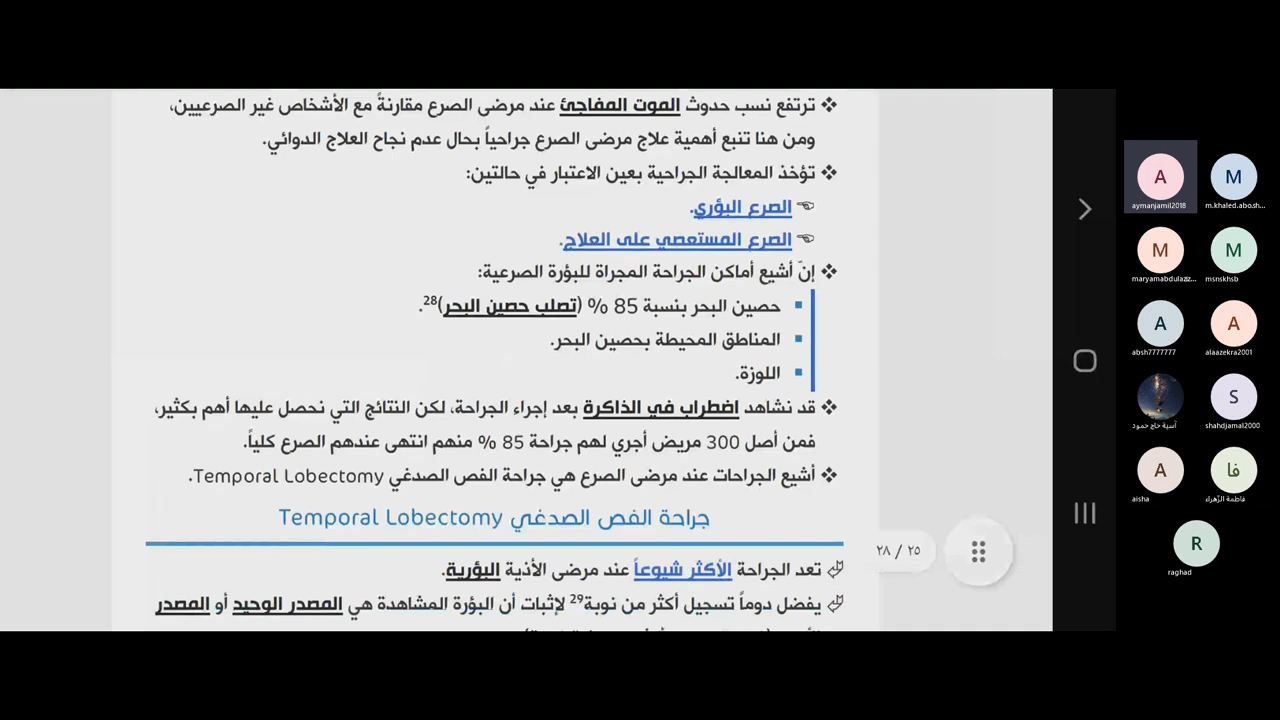 ❖ ترتفع نسب حدوث الموت المفاجئ عند مرضى الصرع مقارنةً مع الأشخاص غير الصرعيين،
ومن هنا تنبع أهمية علاج مرضى الصرع جراحياً بحال عدم نجاح العلاج الدوائي.
❖ تؤخذ المعالجة الجراحية بعين الاعتبار في حالتين:
الصرع البؤري.
الصرع المستعصي على العلاج.
❖ إنّ أشيع أماكن الجراحة المجراة للبؤرة الصرعية:
▪ حصين البحر بنسبة 85 % (تصلب حصين البحر)28.
▪ المناطق المحيطة بحصين البحر.
▪ اللوزة.
❖ قد نشاهد اضطراب في الذاكرة بعد إجراء الجراحة، لكن النتائج التي نحصل عليها أهم بكثير،
فمن أصل 300 مريض أجري لهم جراحة 85 % منهم انتهى عندهم الصرع كلياً.
❖ أشيع الجراحات عند مرضى الصرع هي جراحة الفص الصدغي Temporal Lobectomy.
جراحة الفص الصدغي Temporal Lobectomy
تعد الجراحة الأكثر شيوعاً عند مرضى الأذية البؤرية.
يفضل دوماً تسجيل أكثر من نوبة29 لإثبات أن البؤرة المشاهدة هي المصدر الوحيد أو المصدر
٢٥ / ٢٨
A
aymanjamil2018
M
m.khaled.abo.sh...
M
maryamabdulaziz...
M
msnskhsb
A
absh7777777
A
alaazekra2001
آسية حاج حمود
S
shahdjamal2000
A
aisha
فا
فاطمة الزهراء
R
raghad